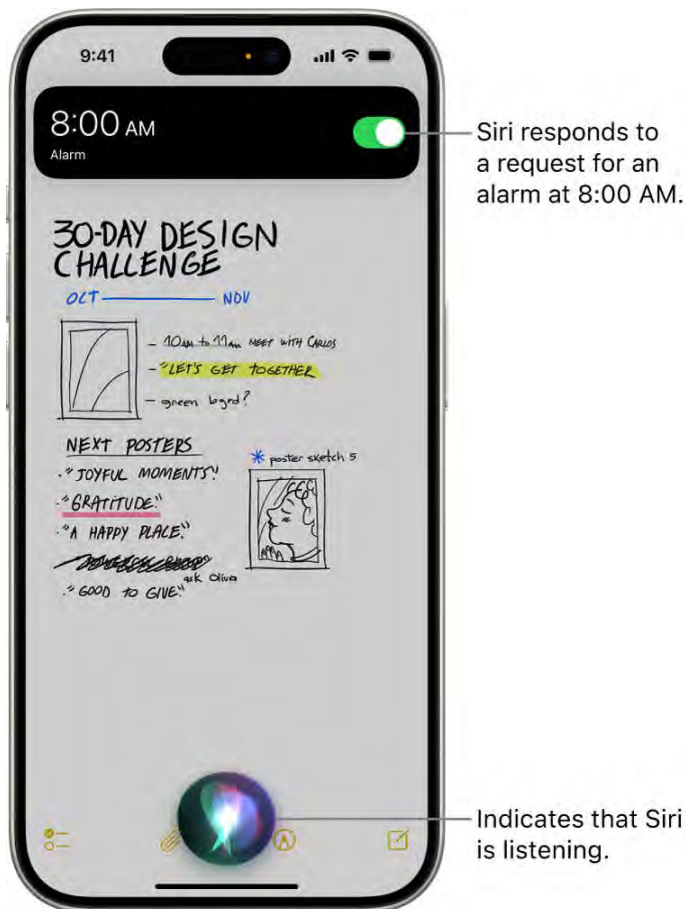 9:41
8:00 AM
Alarm
Siri responds to
a request for an
alarm at 8:00 AM.
30-DAY DESIGN
CHALLENGE
OCT
NOV
- 10AM to 11AM MEET WITH CARLOS
- "LET'S GET TOGETHER
- green bgnd?
NEXT POSTERS
* poster sketch 5
·"JOYFUL MOMENTS"
·"GRATITUDE"
·"A HAPPY PLACE"
ask Olivia
·"GOOD TO GIVE"
Indicates that Siri
is listening.